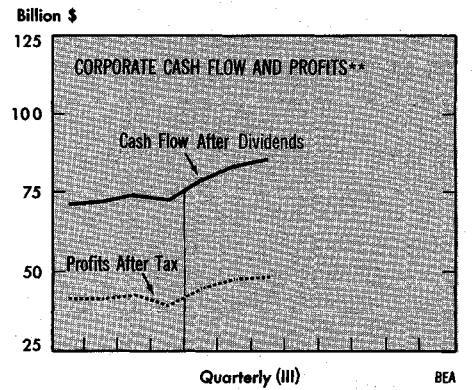 Billion $
125
CORPORATE CASH FLOW AND PROFITS**
100
Cash Flow After Dividends
75
Profits After Tax
50
25
Quarterly (III)
BEA